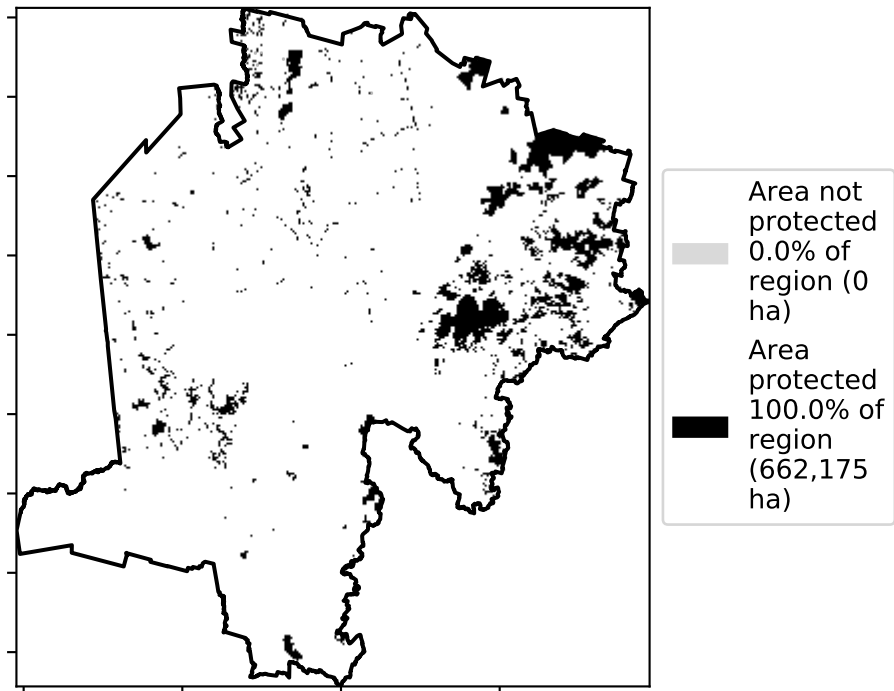 Area not
protected
0.0% of
region (0
ha)
Area
protected
100.0% of
region
(662,175
ha)